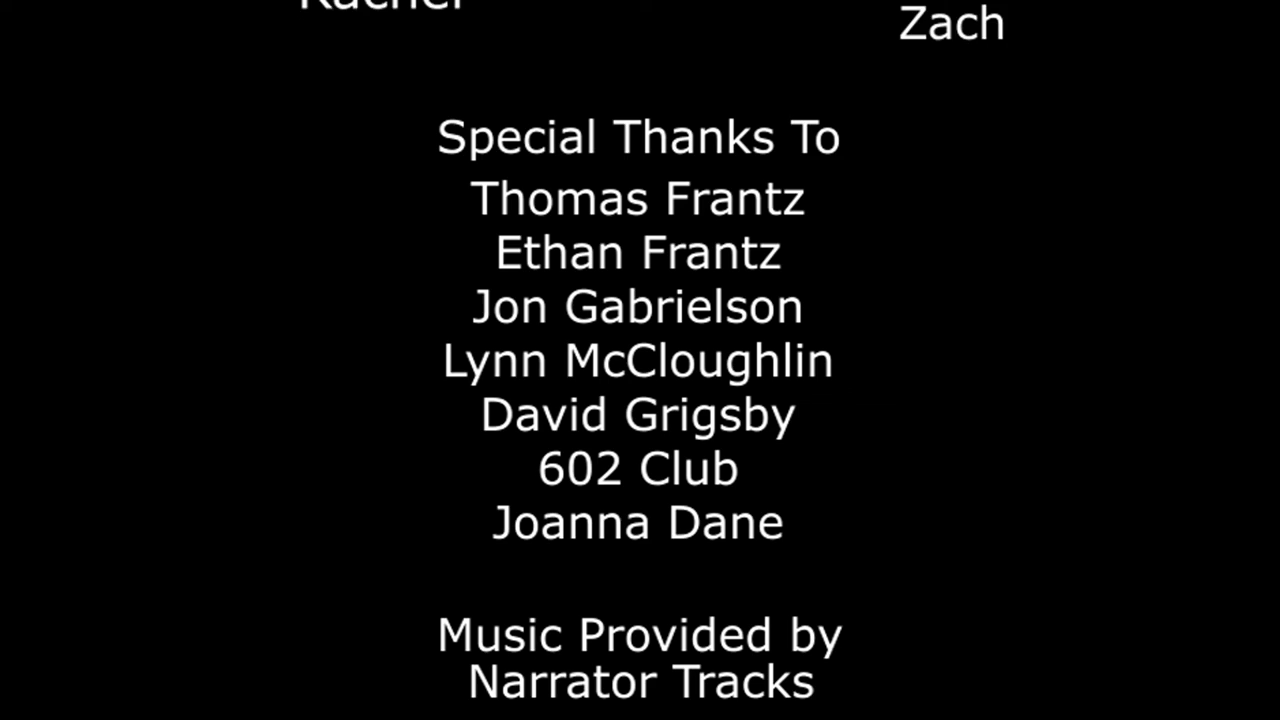 Rachel
Zach
Special Thanks To
Thomas Frantz
Ethan Frantz
Jon Gabrielson
Lynn McCloughlin
David Grigsby
602 Club
Joanna Dane
Music Provided by
Narrator Tracks